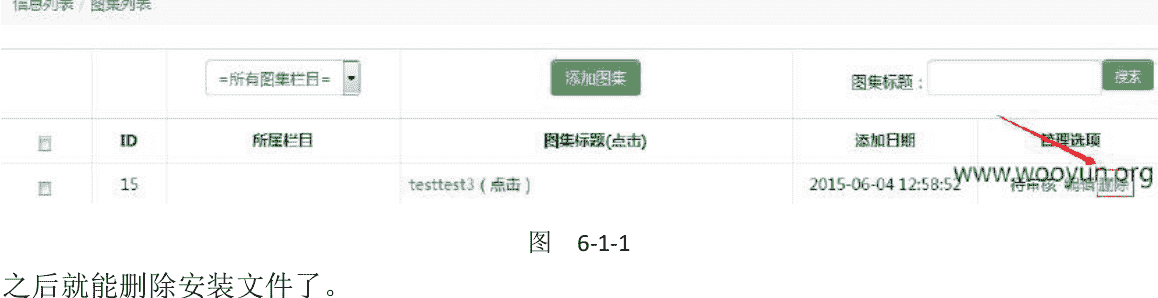 信息列表 / 图集列表
=所有图集栏目= 添加图集 图集标题： 搜索
ID 所属栏目 图集标题(点击) 添加日期 管理选项
15 testtest3 ( 点击 ) 2015-06-04 12:58:52 待审核 编辑 删除
www.wooyun.org
图 6-1-1
之后就能删除安装文件了。